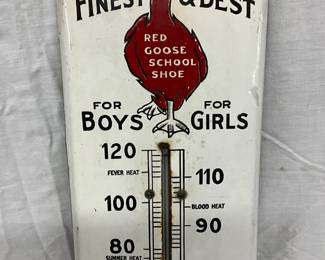 FINEST & BEST
RED
GOOSE
SCHOOL
SHOE
FOR FOR
BOYS GIRLS
120
FEVER HEAT
110
100
BLOOD HEAT
90
80
SUMMER HEAT